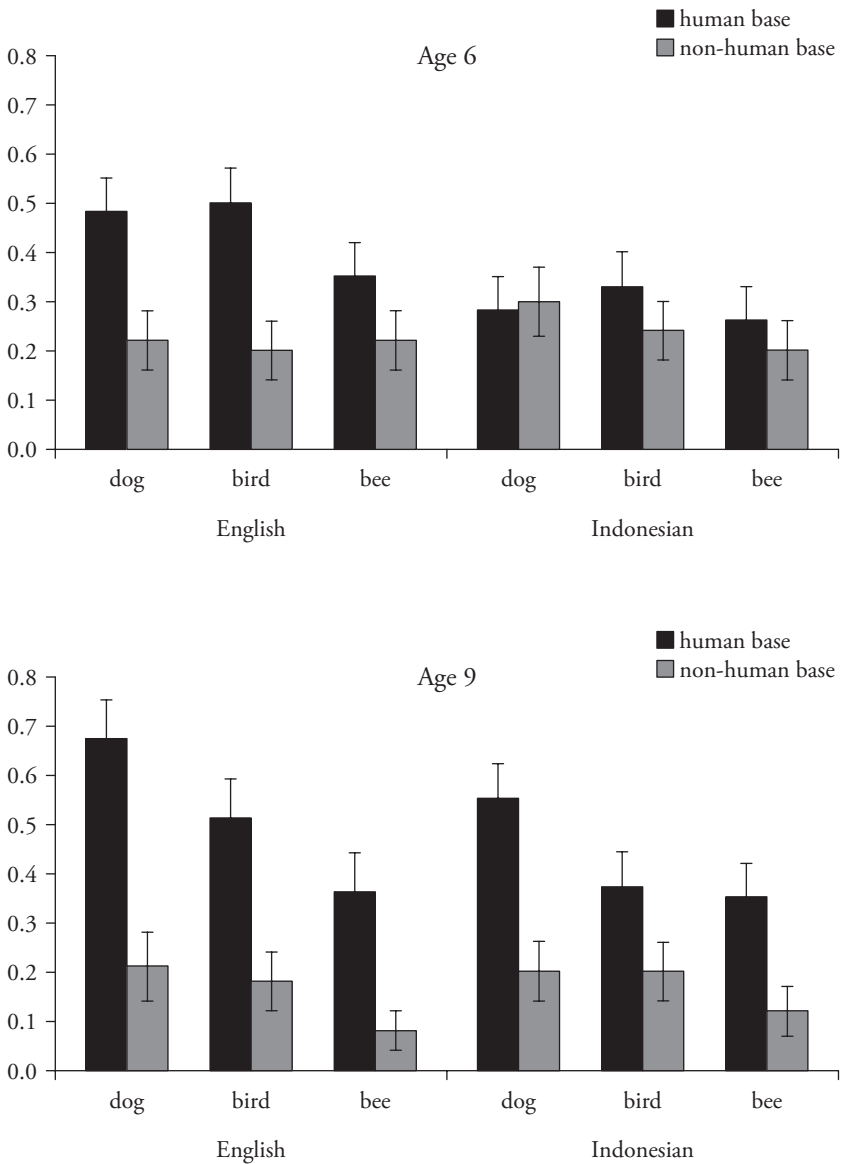 human base
non-human base
Age 6
0.8
0.7
0.6
0.5
0.4
0.3
0.2
0.1
0.0
dog bird bee dog bird bee
English Indonesian
human base
non-human base
Age 9
0.8
0.7
0.6
0.5
0.4
0.3
0.2
0.1
0.0
dog bird bee dog bird bee
English Indonesian